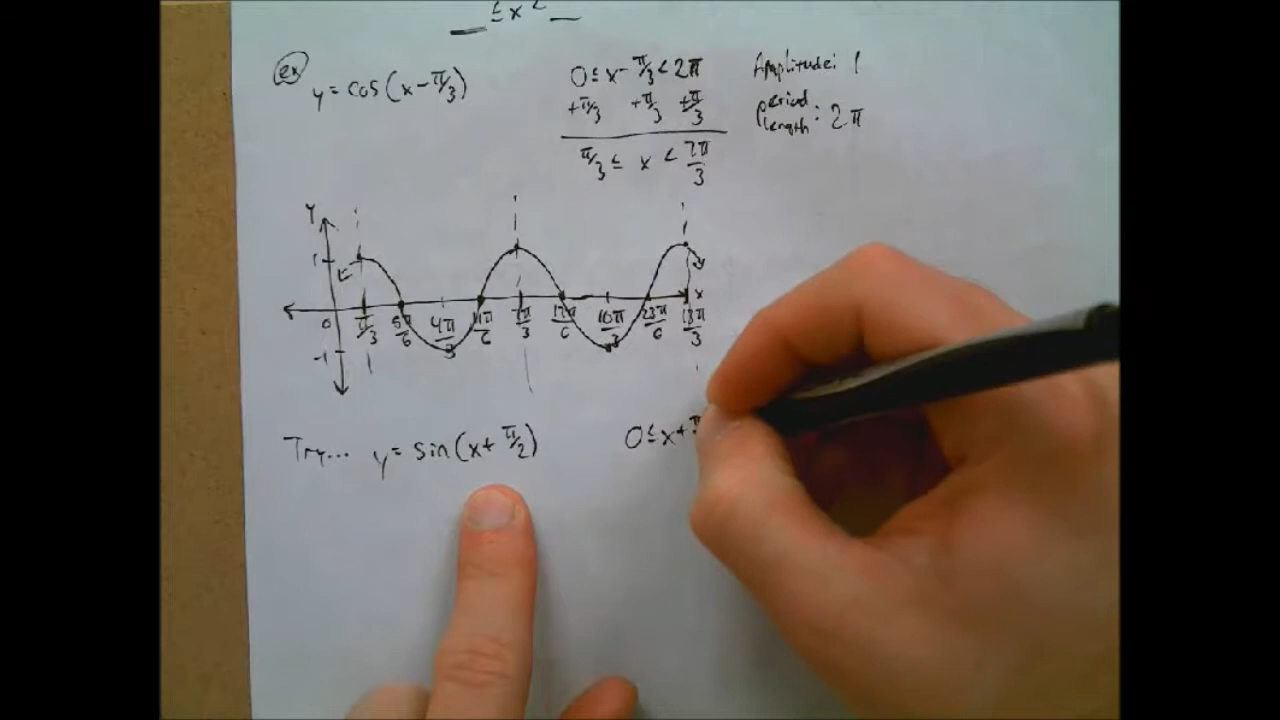 __ ≤ x < __
ex
y = cos(x - π/3)
0 ≤ x - π/3 < 2π
+π/3 +π/3 +π/3
π/3 ≤ x < 7π/3
Amplitude: 1
period length: 2π
y
1
0 π/3 5π/6 4π/3 11π/6 7π/3 17π/6 10π/3 23π/6 13π/3 x
-1
Try... y = sin(x + π/2)
0 ≤ x + π